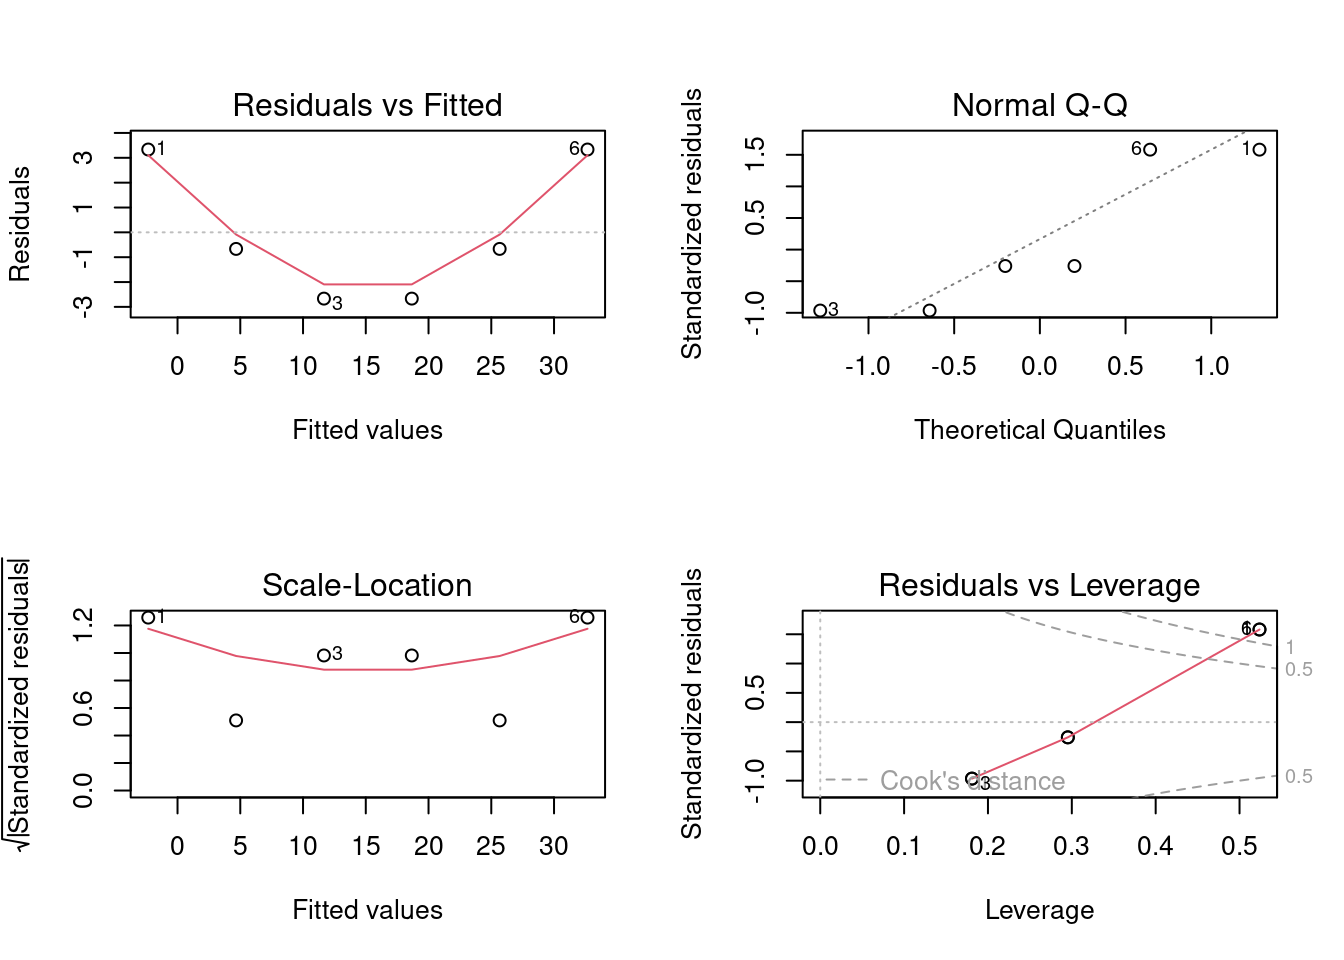 Residuals vs Fitted
Residuals
3
1
-1
-3
1
6
3
0 5 10 15 20 25 30
Fitted values
Normal Q-Q
Standardized residuals
1.5
0.5
-1.0
6
1
3
-1.0 -0.5 0.0 0.5 1.0
Theoretical Quantiles
Scale-Location
√|Standardized residuals|
1.2
0.6
0.0
1
6
3
0 5 10 15 20 25 30
Fitted values
Residuals vs Leverage
Standardized residuals
0.5
-1.0
1
6
3
1
0.5
0.5
Cook's distance
0.0 0.1 0.2 0.3 0.4 0.5
Leverage